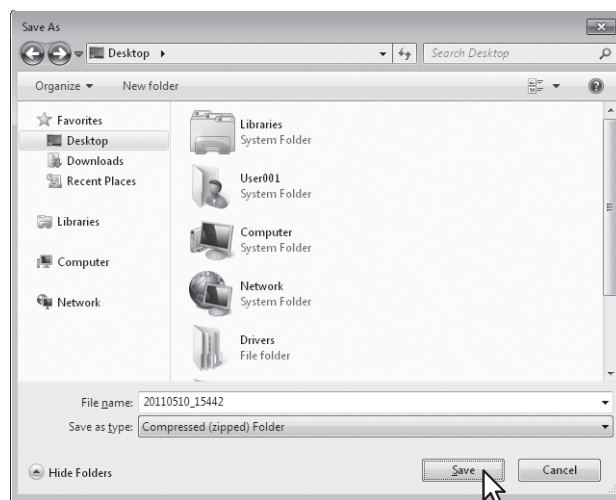 Save As
Desktop
Search Desktop
Organize
New folder
Favorites
Desktop
Downloads
Recent Places
Libraries
Computer
Network
Libraries
System Folder
User001
System Folder
Computer
System Folder
Network
System Folder
Drivers
File folder
File name: 20110510_15442
Save as type: Compressed (zipped) Folder
Hide Folders
Save
Cancel